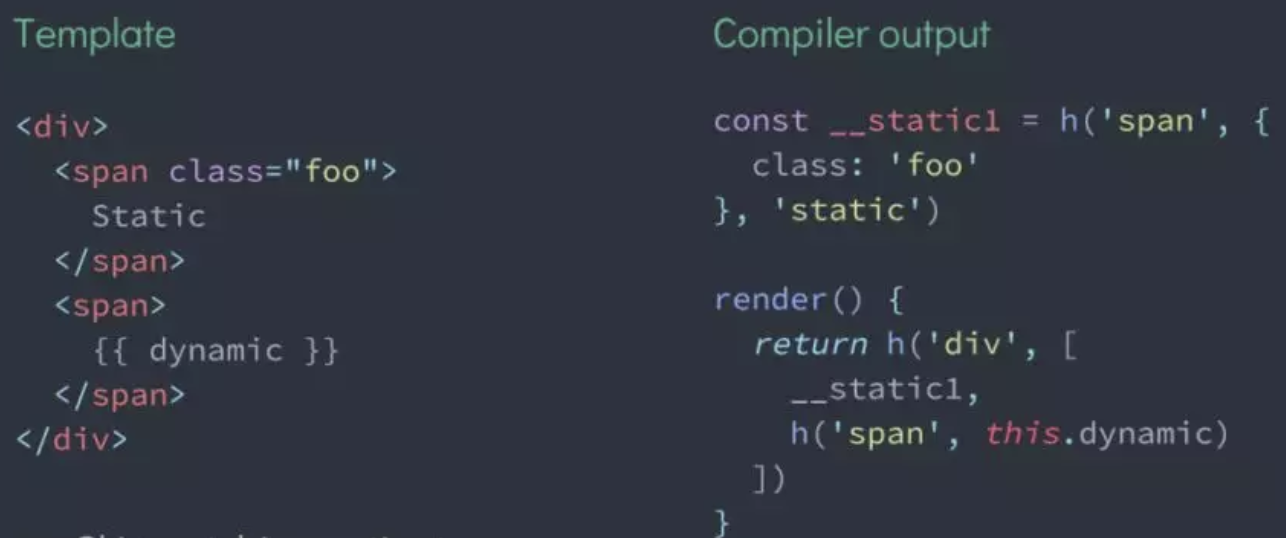 Template
<div>
  <span class="foo">
    Static
  </span>
  <span>
    {{ dynamic }}
  </span>
</div>
Compiler output
const __static1 = h('span', {
  class: 'foo'
}, 'static')
render() {
  return h('div', [
    __static1,
    h('span', this.dynamic)
  ])
}